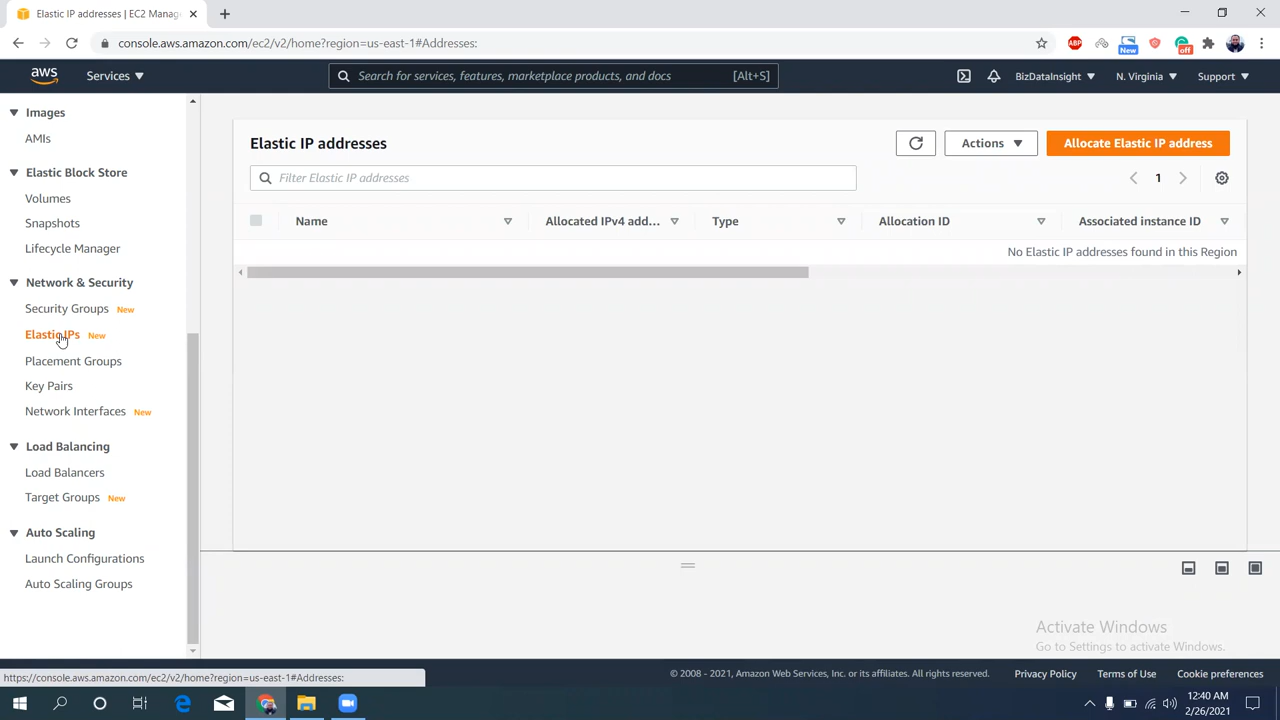 Elastic IP addresses | EC2 Manag
console.aws.amazon.com/ec2/v2/home?region=us-east-1#Addresses:
ABP
New
off
aws
Services
Search for services, features, marketplace products, and docs
[Alt+S]
BizDataInsight
N. Virginia
Support
Images
AMIs
Elastic Block Store
Volumes
Snapshots
Lifecycle Manager
Network & Security
Security Groups New
Elastic IPs New
Placement Groups
Key Pairs
Network Interfaces New
Load Balancing
Load Balancers
Target Groups New
Auto Scaling
Launch Configurations
Auto Scaling Groups
Elastic IP addresses
Actions
Allocate Elastic IP address
Filter Elastic IP addresses
1
Name
Allocated IPv4 add...
Type
Allocation ID
Associated instance ID
No Elastic IP addresses found in this Region
Activate Windows
Go to Settings to activate Windows.
https://console.aws.amazon.com/ec2/v2/home?region=us-east-1#Addresses:
© 2008 - 2021, Amazon Web Services, Inc. or its affiliates. All rights reserved.
Privacy Policy
Terms of Use
Cookie preferences
12:40 AM
2/26/2021